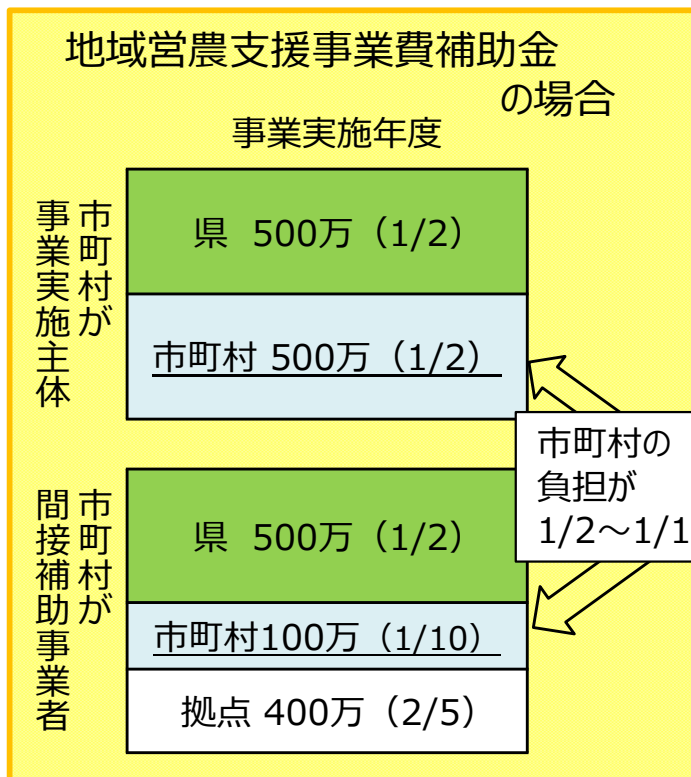 地域営農支援事業費補助金
の場合
事業実施年度
市町村が
事業実施主体
県 500万（1/2）
市町村 500万（1/2）
市町村の
負担が
1/2～1/1
市町村が
間接補助事業者
県 500万（1/2）
市町村100万（1/10）
拠点 400万（2/5）